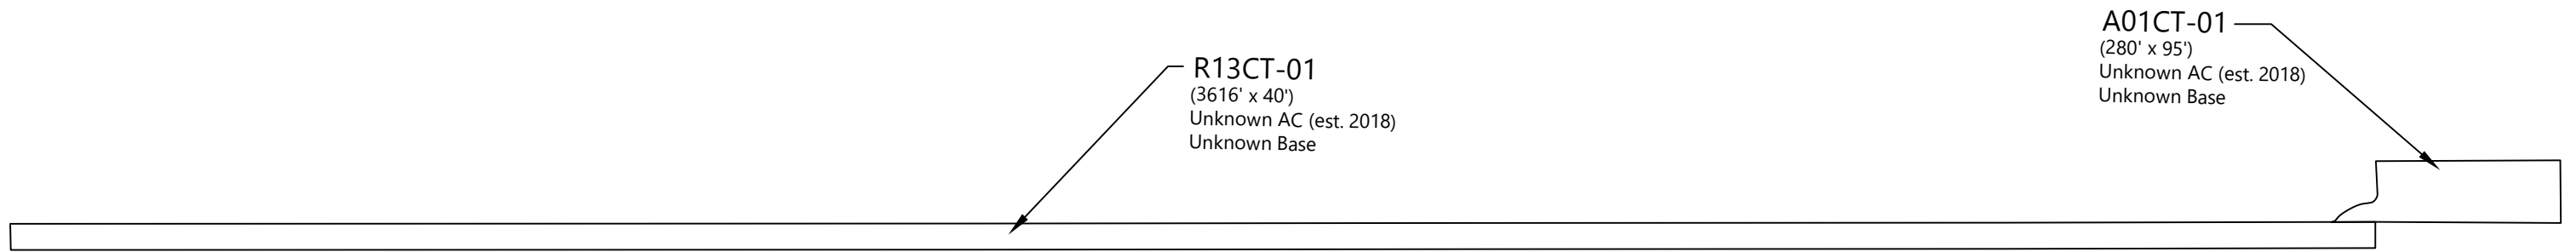 R13CT-01
(3616' x 40')
Unknown AC (est. 2018)
Unknown Base
A01CT-01
(280' x 95')
Unknown AC (est. 2018)
Unknown Base